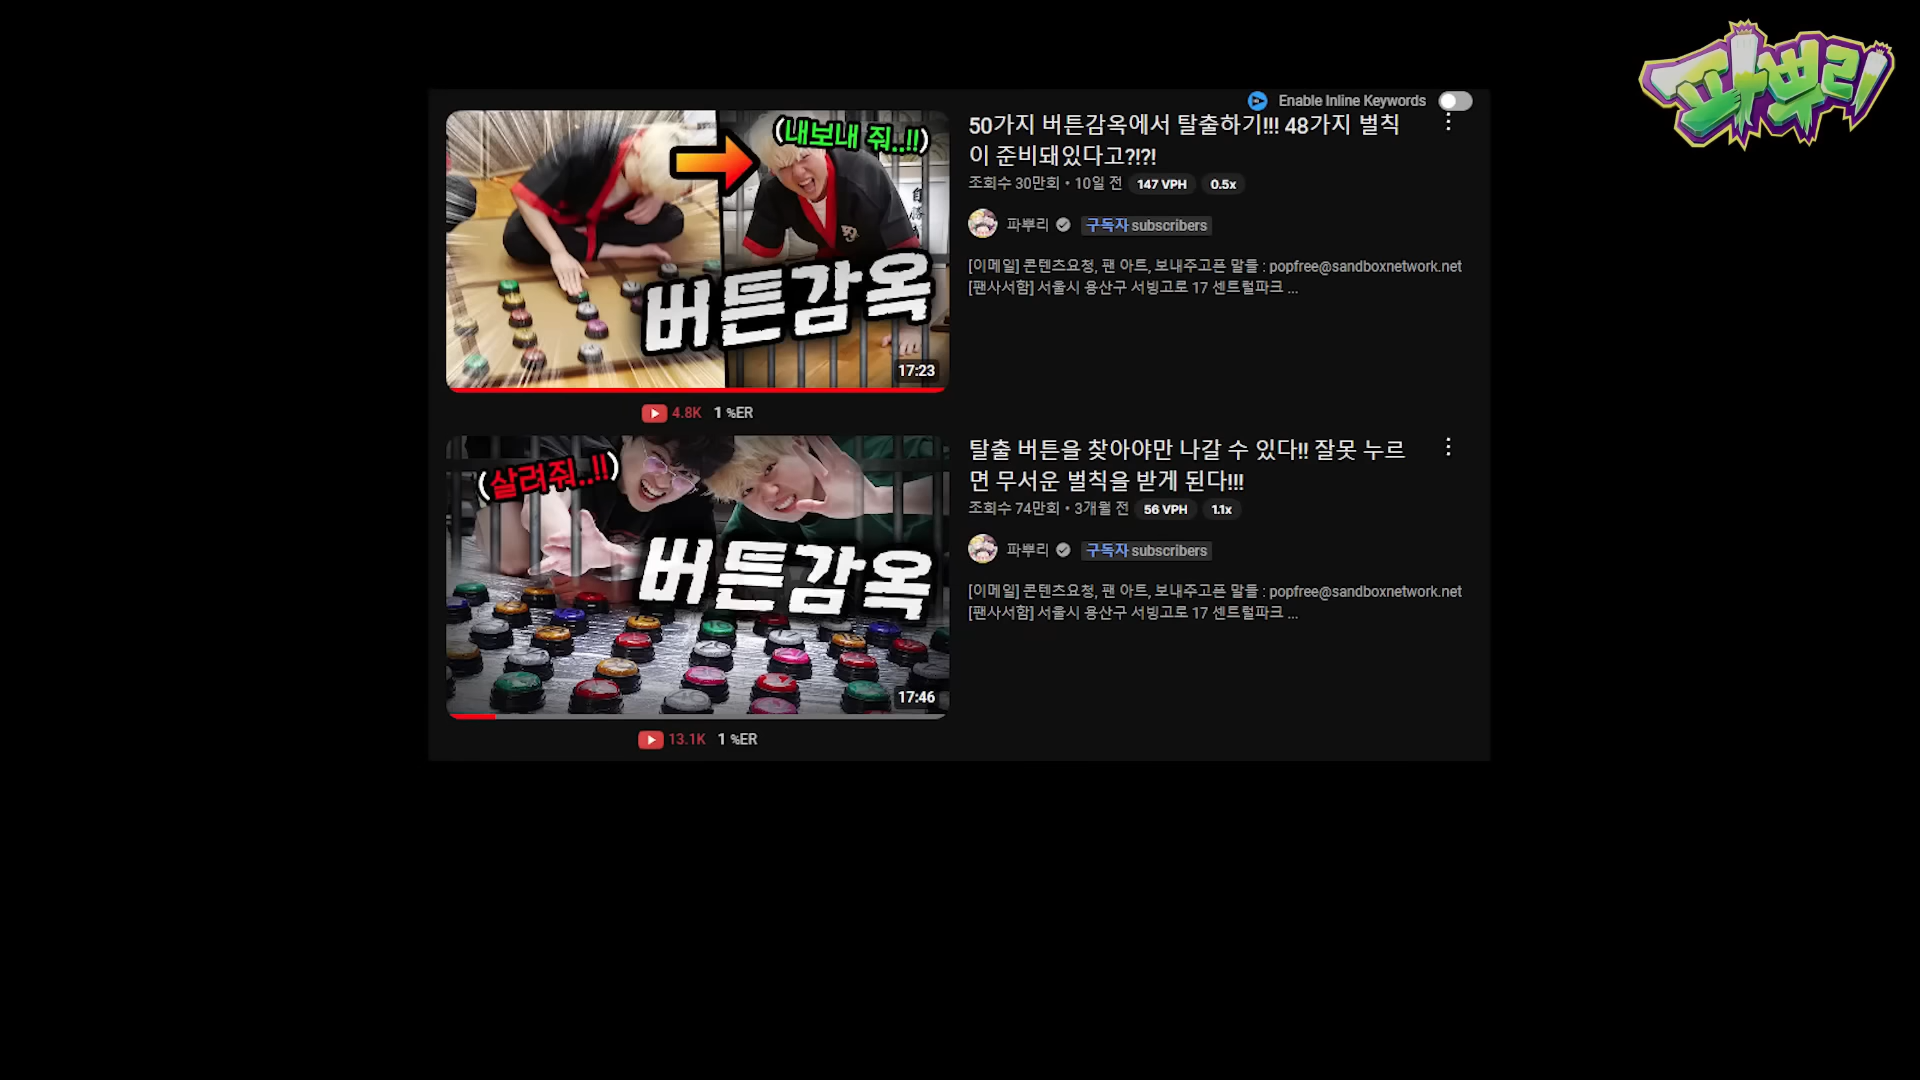 파뿌리
Enable Inline Keywords
(내보내 줘..!!)
버튼감옥
17:23
4.8K 1 %ER
50가지 버튼감옥에서 탈출하기!!! 48가지 벌칙
이 준비돼있다고?!?!
조회수 30만회 • 10일 전 147 VPH 0.5x
파뿌리 구독자 subscribers
[이메일] 콘텐츠요청, 팬 아트, 보내주고픈 말들 : popfree@sandboxnetwork.net
[팬사서함] 서울시 용산구 서빙고로 17 센트럴파크 ...
(살려줘..!!)
버튼감옥
17:46
13.1K 1 %ER
탈출 버튼을 찾아야만 나갈 수 있다!! 잘못 누르
면 무서운 벌칙을 받게 된다!!!
조회수 74만회 • 3개월 전 56 VPH 1.1x
파뿌리 구독자 subscribers
[이메일] 콘텐츠요청, 팬 아트, 보내주고픈 말들 : popfree@sandboxnetwork.net
[팬사서함] 서울시 용산구 서빙고로 17 센트럴파크 ...